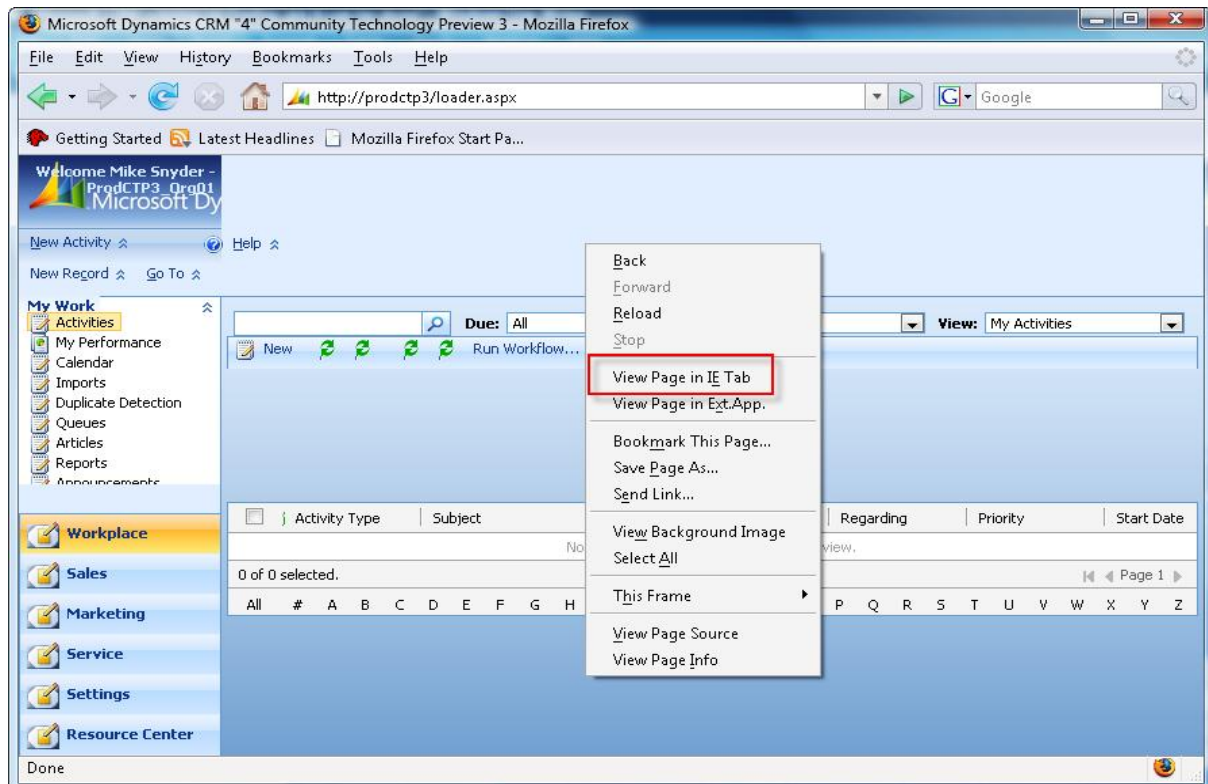 Microsoft Dynamics CRM "4" Community Technology Preview 3 - Mozilla Firefox
File Edit View History Bookmarks Tools Help
http://prodctp3/loader.aspx
G Google
Getting Started Latest Headlines Mozilla Firefox Start Pa...
Welcome Mike Snyder -
ProdCTP3_Org01
Microsoft Dy
New Activity Help
New Record Go To
My Work
Activities
My Performance
Calendar
Imports
Duplicate Detection
Queues
Articles
Reports
Announcements
Workplace
Sales
Marketing
Service
Settings
Resource Center
Due: All View: My Activities
New Run Workflow...
Activity Type Subject Regarding Priority Start Date
No view.
0 of 0 selected. Page 1
All # A B C D E F G H P Q R S T U V W X Y Z
Back
Forward
Reload
Stop
View Page in IE Tab
View Page in Ext.App.
Bookmark This Page...
Save Page As...
Send Link...
View Background Image
Select All
This Frame
View Page Source
View Page Info
Done